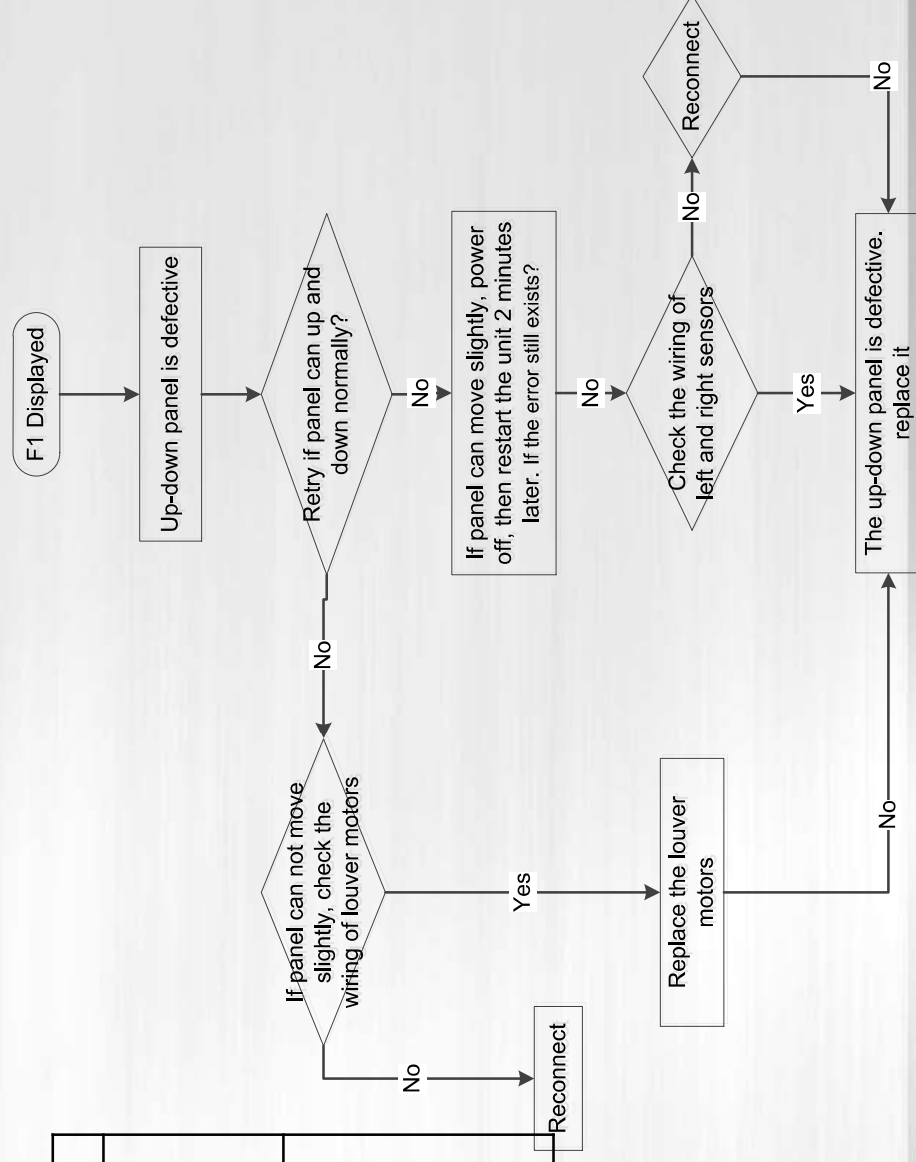 F1 Displayed
Up-down panel is defective
Retry if panel can up and
down normally?
No
No
If panel can not move
slightly, check the
wiring of louver motors
If panel can move slightly, power
off, then restart the unit 2 minutes
later. If the error still exists?
No
Check the wiring of
left and right sensors
No
Reconnect
No
Yes
Yes
No
Reconnect
Replace the louver
motors
No
The up-down panel is defective.
replace it